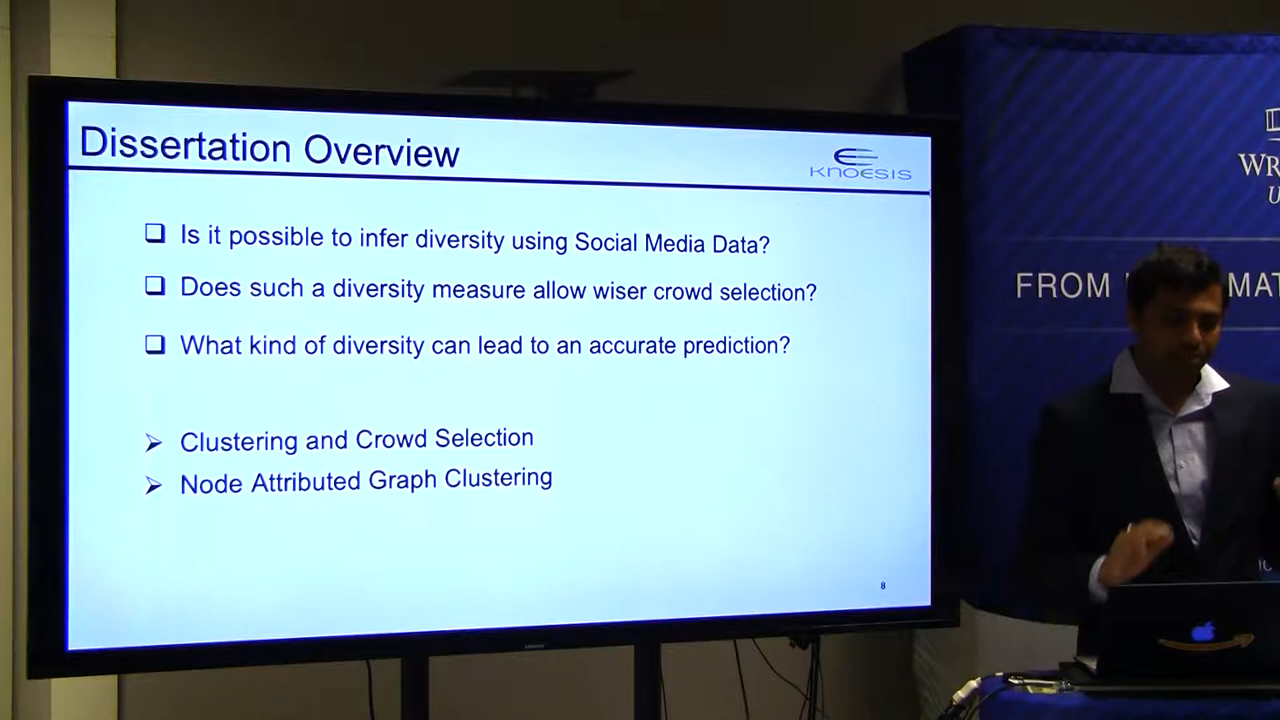 Dissertation Overview
KNOESIS
Is it possible to infer diversity using Social Media Data?
Does such a diversity measure allow wiser crowd selection?
What kind of diversity can lead to an accurate prediction?
Clustering and Crowd Selection
Node Attributed Graph Clustering
8
WR
U
FROM
MAT